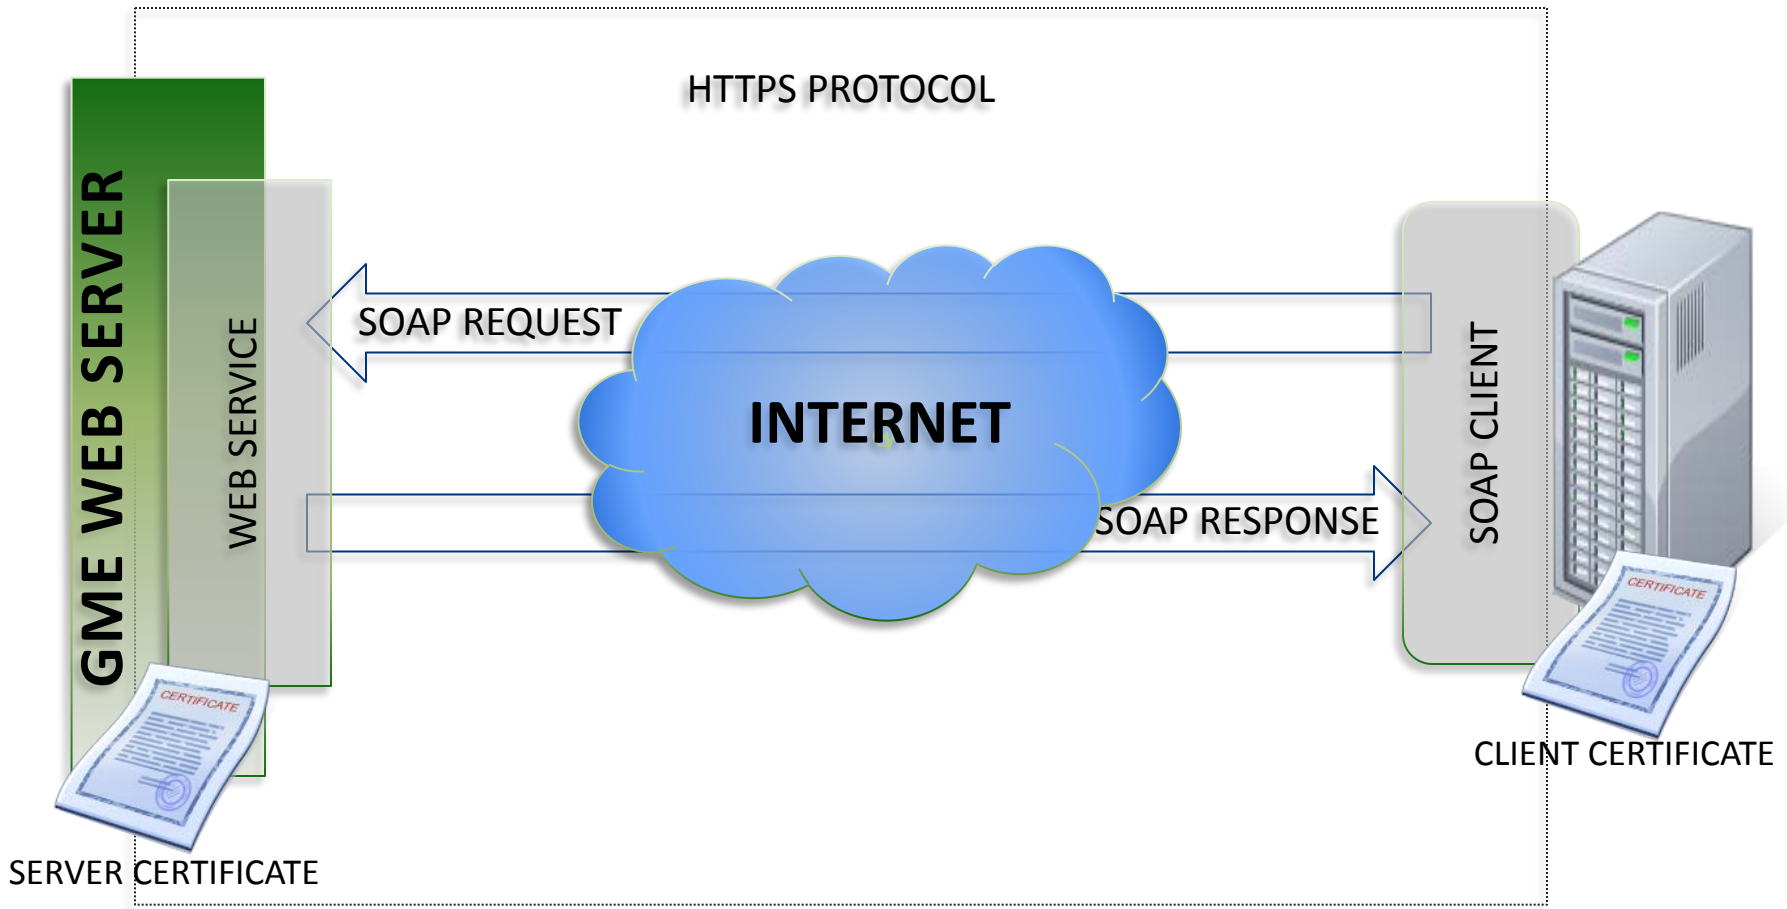 HTTPS PROTOCOL
GME WEB SERVER
WEB SERVICE
SOAP REQUEST
INTERNET
SOAP RESPONSE
SOAP CLIENT
CERTIFICATE
CLIENT CERTIFICATE
CERTIFICATE
SERVER CERTIFICATE